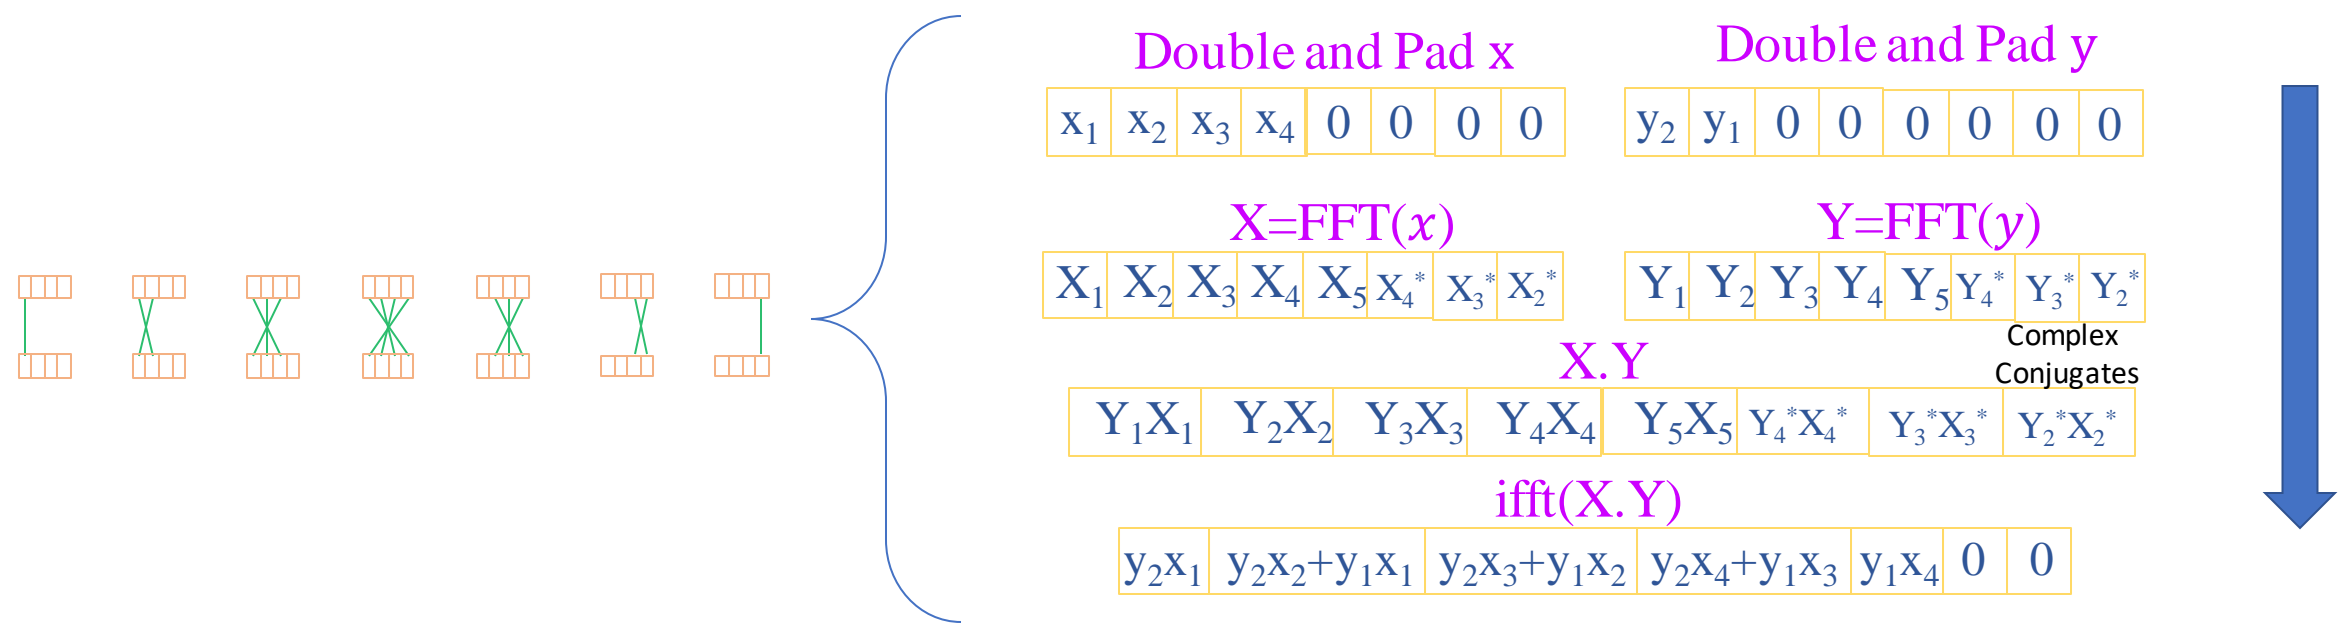 Double and Pad x
Double and Pad y
x₁ x₂ x₃ x₄ 0 0 0 0
y₂ y₁ 0 0 0 0 0 0
X=FFT(𝑥)
Y=FFT(𝑦)
X₁ X₂ X₃ X₄ X₅ X₄* X₃* X₂*
Y₁ Y₂ Y₃ Y₄ Y₅ Y₄* Y₃* Y₂*
Complex
Conjugates
X.Y
Y₁X₁ Y₂X₂ Y₃X₃ Y₄X₄ Y₅X₅ Y₄*X₄* Y₃*X₃* Y₂*X₂*
ifft(X.Y)
y₂x₁ y₂x₂+y₁x₁ y₂x₃+y₁x₂ y₂x₄+y₁x₃ y₁x₄ 0 0